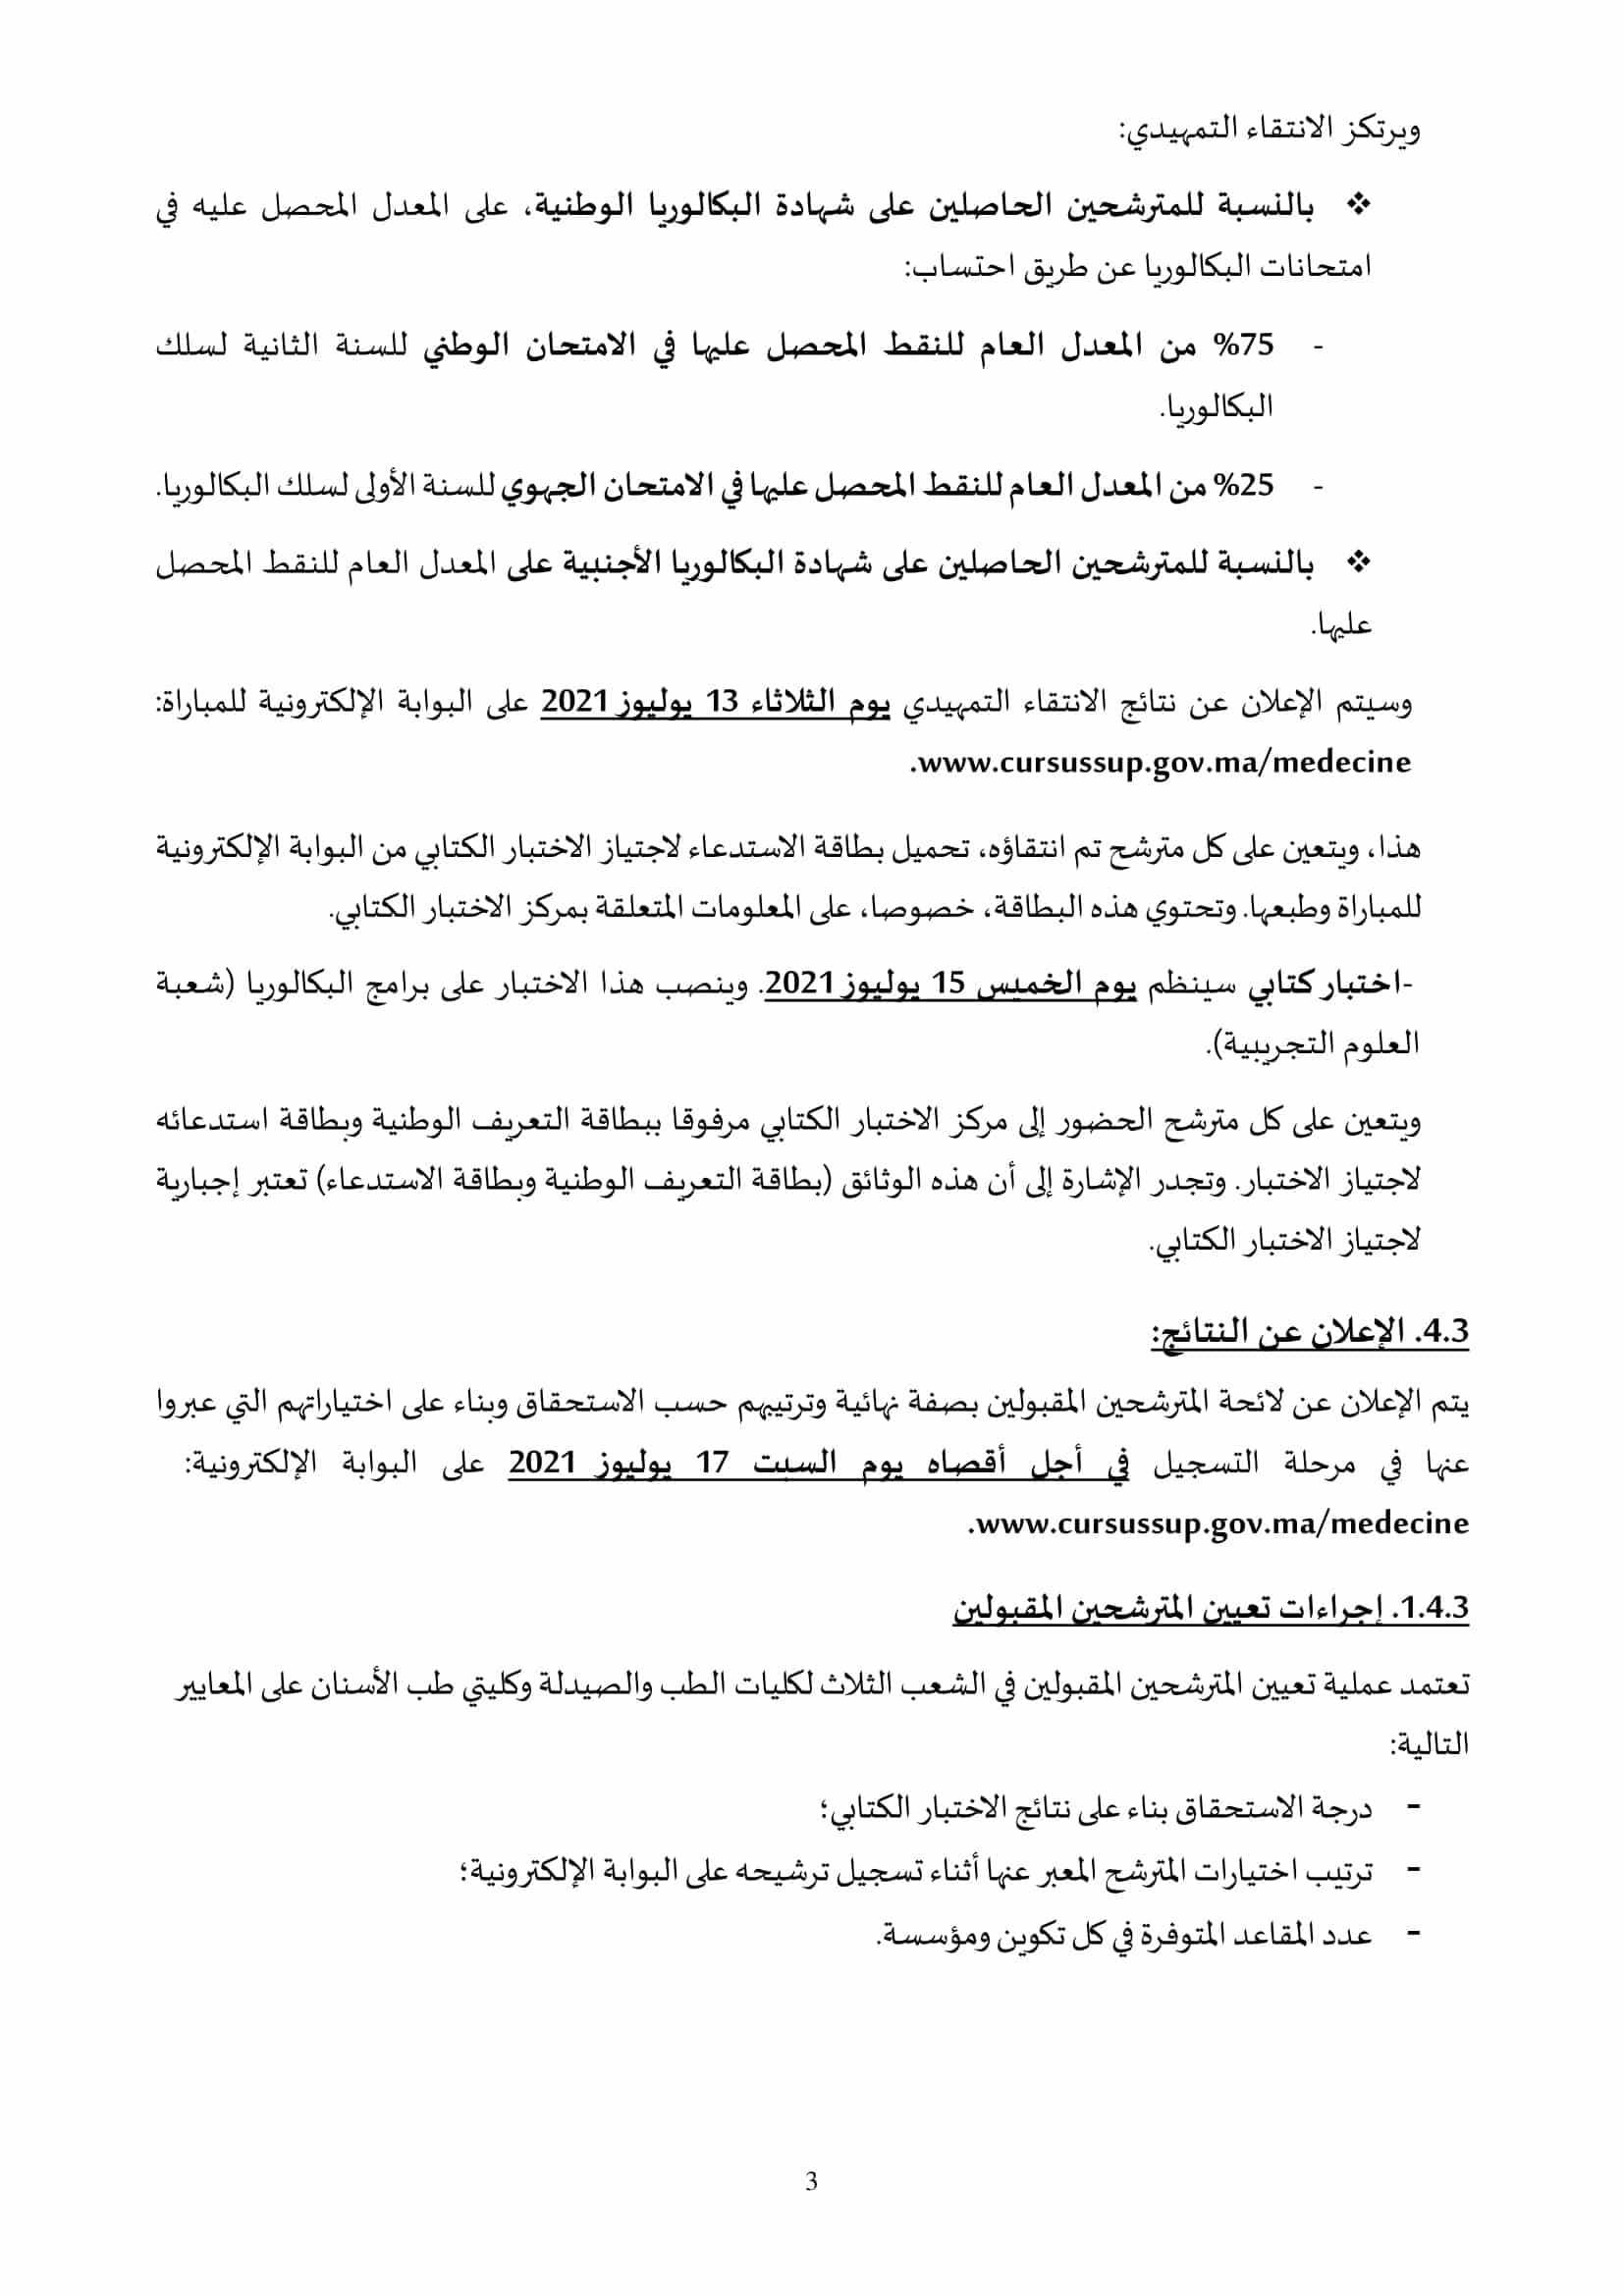 ويرتكز الانتقاء التمهيدي:
❖ بالنسبة للمترشحين الحاصلين على شهادة البكالوريا الوطنية، على المعدل المحصل عليه في
امتحانات البكالوريا عن طريق احتساب:
- 75% من المعدل العام للنقط المحصل عليها في الامتحان الوطني للسنة الثانية لسلك
البكالوريا.
- 25% من المعدل العام للنقط المحصل عليها في الامتحان الجهوي للسنة الأولى لسلك البكالوريا.
❖ بالنسبة للمترشحين الحاصلين على شهادة البكالوريا الأجنبية على المعدل العام للنقط المحصل
عليها.
وسيتم الإعلان عن نتائج الانتقاء التمهيدي يوم الثلاثاء 13 يوليوز 2021 على البوابة الإلكترونية للمباراة:
www.cursussup.gov.ma/medecine.
هذا، ويتعين على كل مترشح تم انتقاؤه، تحميل بطاقة الاستدعاء لاجتياز الاختبار الكتابي من البوابة الإلكترونية
للمباراة وطبعها. وتحتوي هذه البطاقة، خصوصا، على المعلومات المتعلقة بمركز الاختبار الكتابي.
-اختبار كتابي سينظم يوم الخميس 15 يوليوز 2021. وينصب هذا الاختبار على برامج البكالوريا (شعبة
العلوم التجريبية).
ويتعين على كل مترشح الحضور إلى مركز الاختبار الكتابي مرفوقا ببطاقة التعريف الوطنية وبطاقة استدعائه
لاجتياز الاختبار. وتجدر الإشارة إلى أن هذه الوثائق (بطاقة التعريف الوطنية وبطاقة الاستدعاء) تعتبر إجبارية
لاجتياز الاختبار الكتابي.
4.3. الإعلان عن النتائج:
يتم الإعلان عن لائحة المترشحين المقبولين بصفة نهائية وترتيبهم حسب الاستحقاق وبناء على اختياراتهم التي عبروا
عنها في مرحلة التسجيل في أجل أقصاه يوم السبت 17 يوليوز 2021 على البوابة الإلكترونية:
www.cursussup.gov.ma/medecine.
1.4.3. إجراءات تعيين المترشحين المقبولين
تعتمد عملية تعيين المترشحين المقبولين في الشعب الثلاث لكليات الطب والصيدلة وكليتي طب الأسنان على المعايير
التالية:
- درجة الاستحقاق بناء على نتائج الاختبار الكتابي؛
- ترتيب اختيارات المترشح المعبر عنها أثناء تسجيل ترشيحه على البوابة الإلكترونية؛
- عدد المقاعد المتوفرة في كل تكوين ومؤسسة.
3